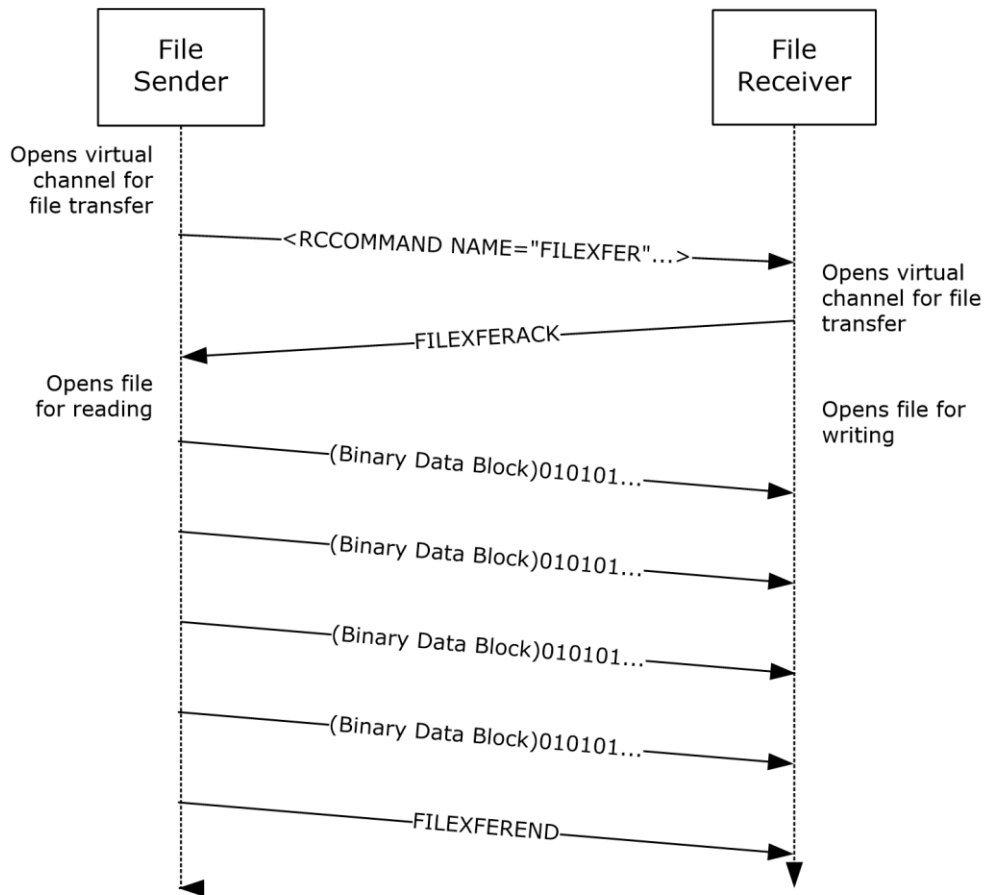 File
Sender
File
Receiver
Opens virtual
channel for
file transfer
<RCCOMMAND NAME="FILEXFER"...>
Opens virtual
channel for file
transfer
FILEXFERACK
Opens file
for reading
Opens file for
writing
(Binary Data Block)010101...
(Binary Data Block)010101...
(Binary Data Block)010101...
(Binary Data Block)010101...
FILEXFEREND